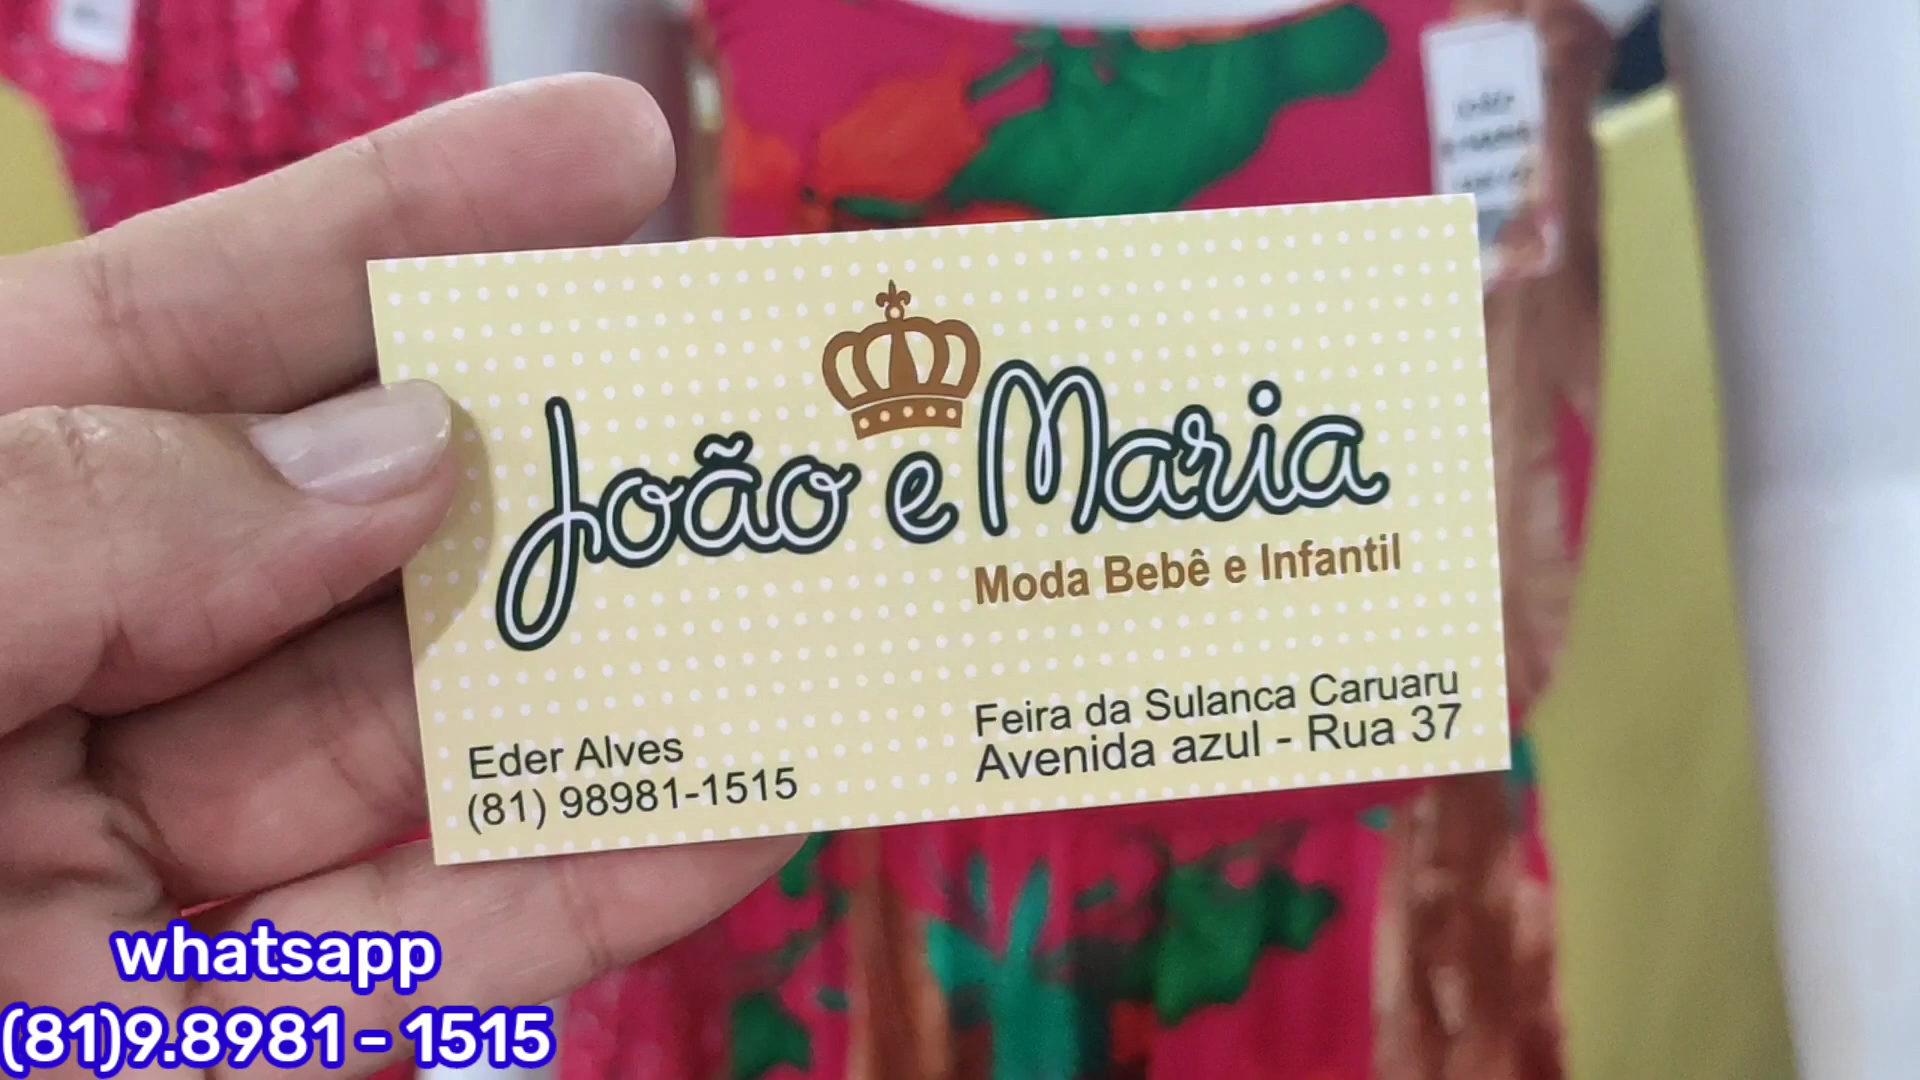 João e Maria
Moda Bebê e Infantil
Eder Alves
(81) 98981-1515
Feira da Sulanca Caruaru
Avenida azul - Rua 37
whatsapp
(81)9.8981 - 1515